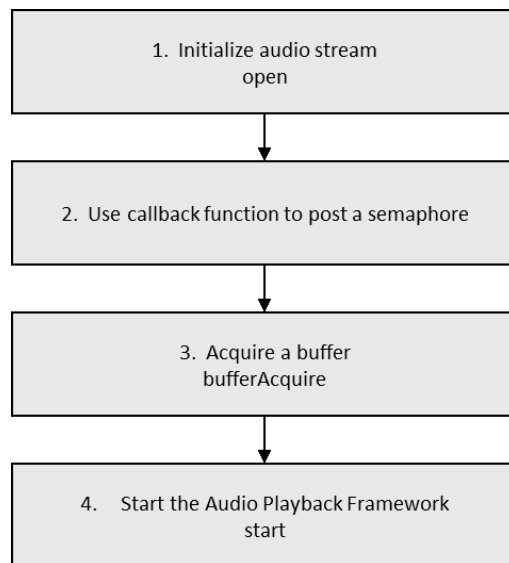 1. Initialize audio stream
open
2. Use callback function to post a semaphore
3. Acquire a buffer
bufferAcquire
4. Start the Audio Playback Framework
start